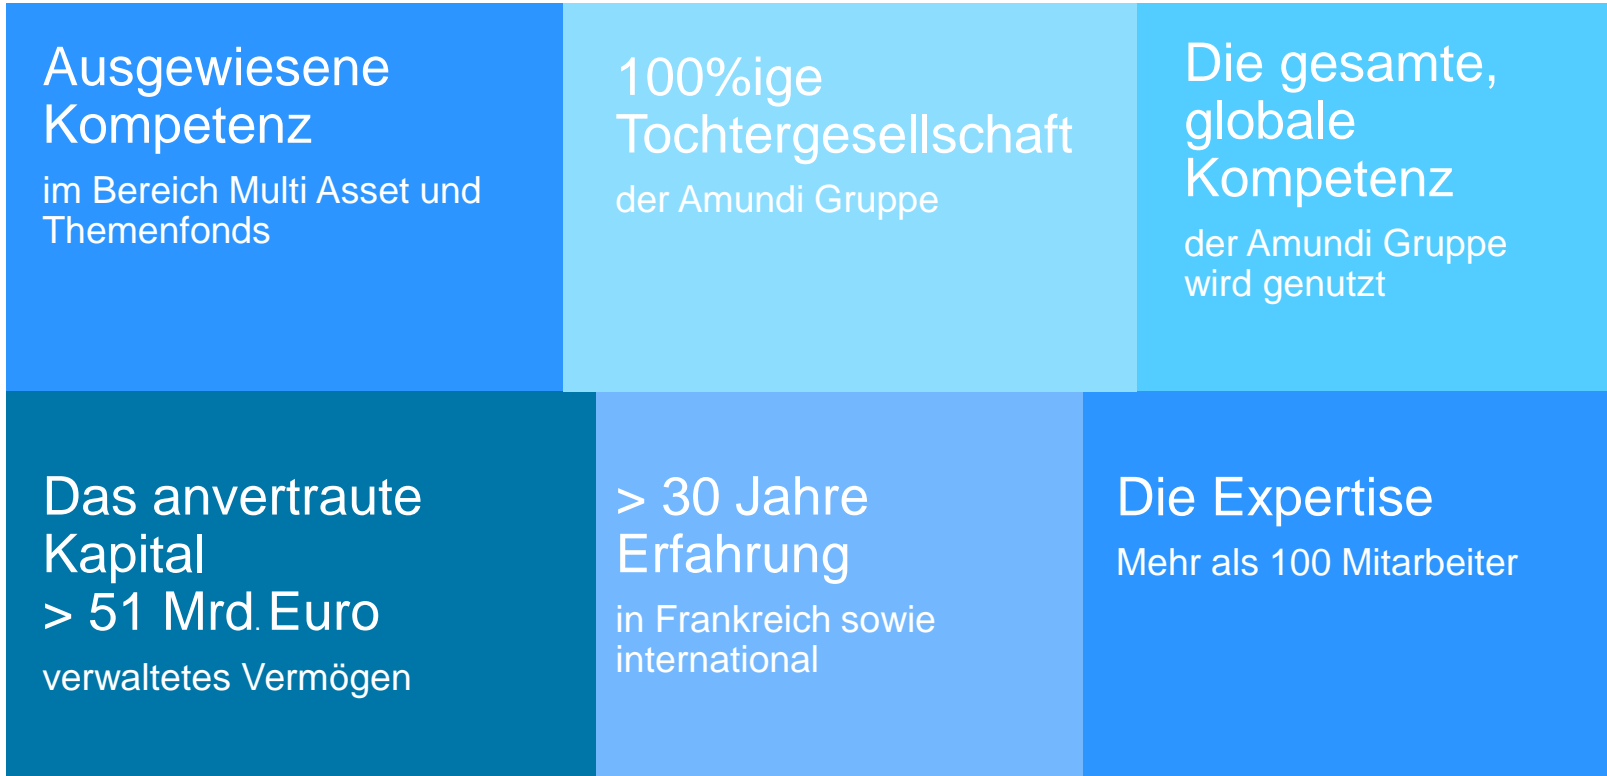 Ausgewiesene
Kompetenz
im Bereich Multi Asset und
Themenfonds
100%ige
Tochtergesellschaft
der Amundi Gruppe
Die gesamte,
globale
Kompetenz
der Amundi Gruppe
wird genutzt
Das anvertraute
Kapital
> 51 Mrd. Euro
verwaltetes Vermögen
> 30 Jahre
Erfahrung
in Frankreich sowie
international
Die Expertise
Mehr als 100 Mitarbeiter